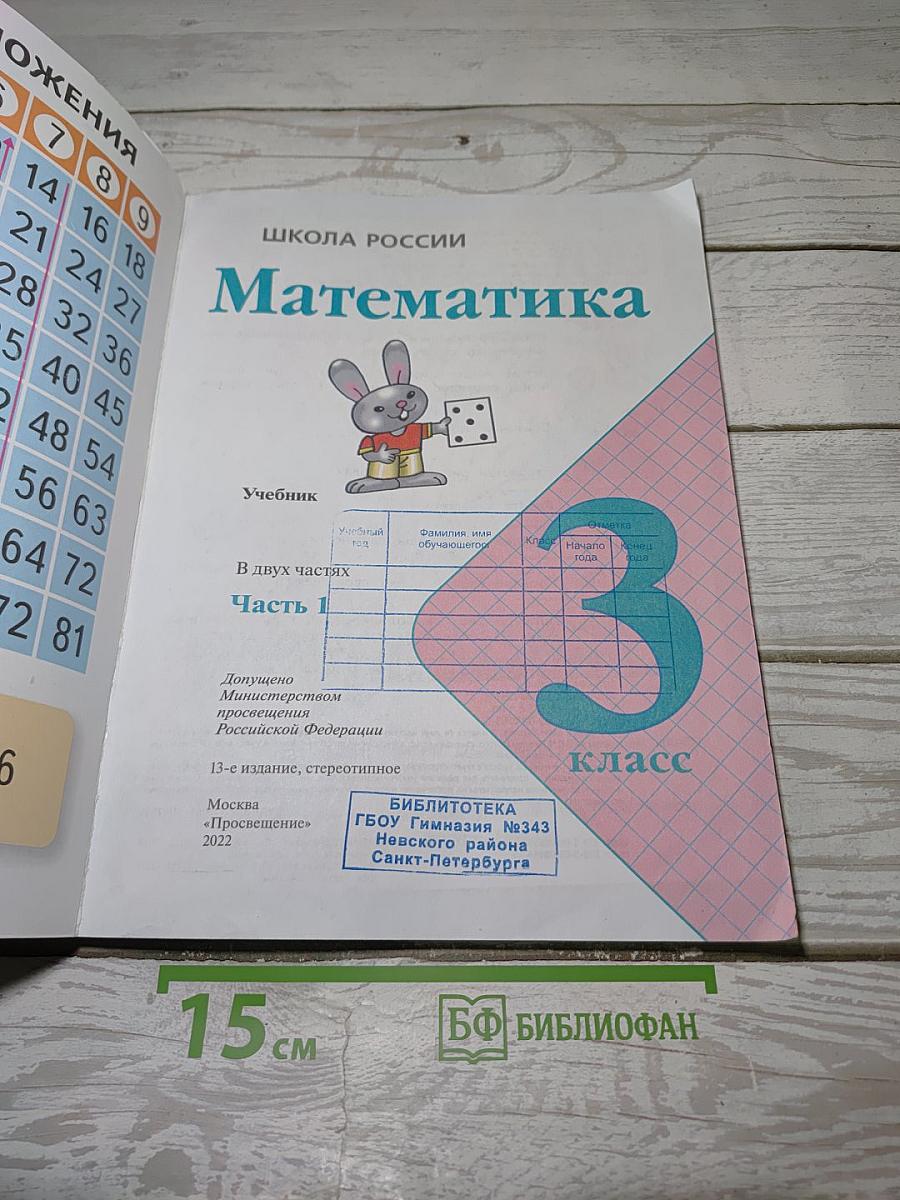 ОЖЕНИЯ
7 8 9
14 16 18
21 24 27
28 32 36
40 45
48 54
56 63
64 72
72 81
6
ШКОЛА РОССИИ
Математика
Учебник
Учебный год
Фамилия, имя обучающегося
Класс
Отметка
Начало года
Конец года
В двух частях
Часть 1
3
класс
Допущено
Министерством
просвещения
Российской Федерации
13-е издание, стереотипное
Москва
«Просвещение»
2022
БИБЛИТОТЕКА
ГБОУ Гимназия №343
Невского района
Санкт-Петербурга
15 см
БФ БИБЛИОФАН